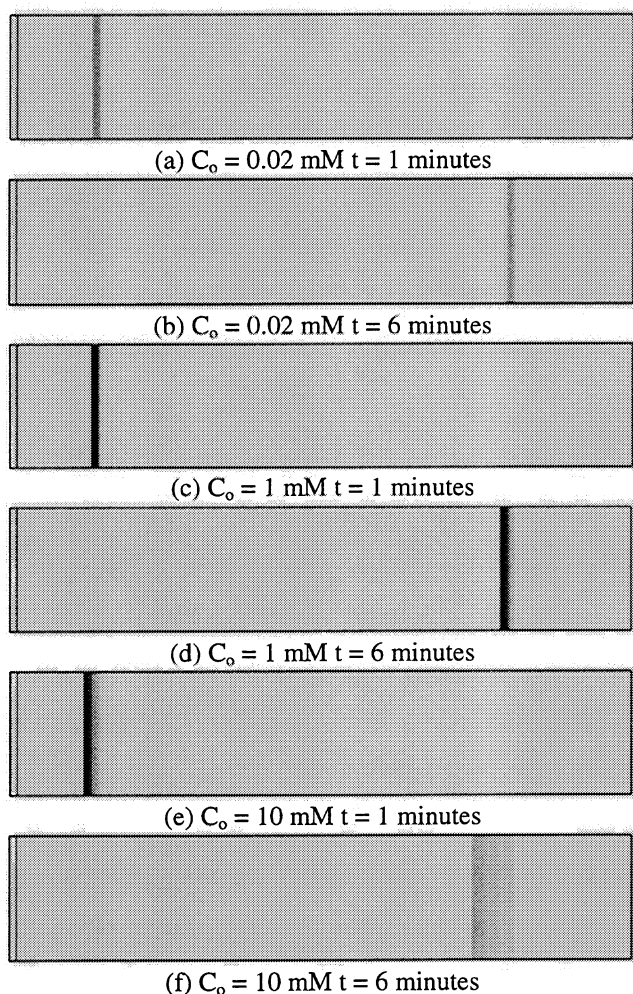 (a) Cₒ = 0.02 mM t = 1 minutes
(b) Cₒ = 0.02 mM t = 6 minutes
(c) Cₒ = 1 mM t = 1 minutes
(d) Cₒ = 1 mM t = 6 minutes
(e) Cₒ = 10 mM t = 1 minutes
(f) Cₒ = 10 mM t = 6 minutes